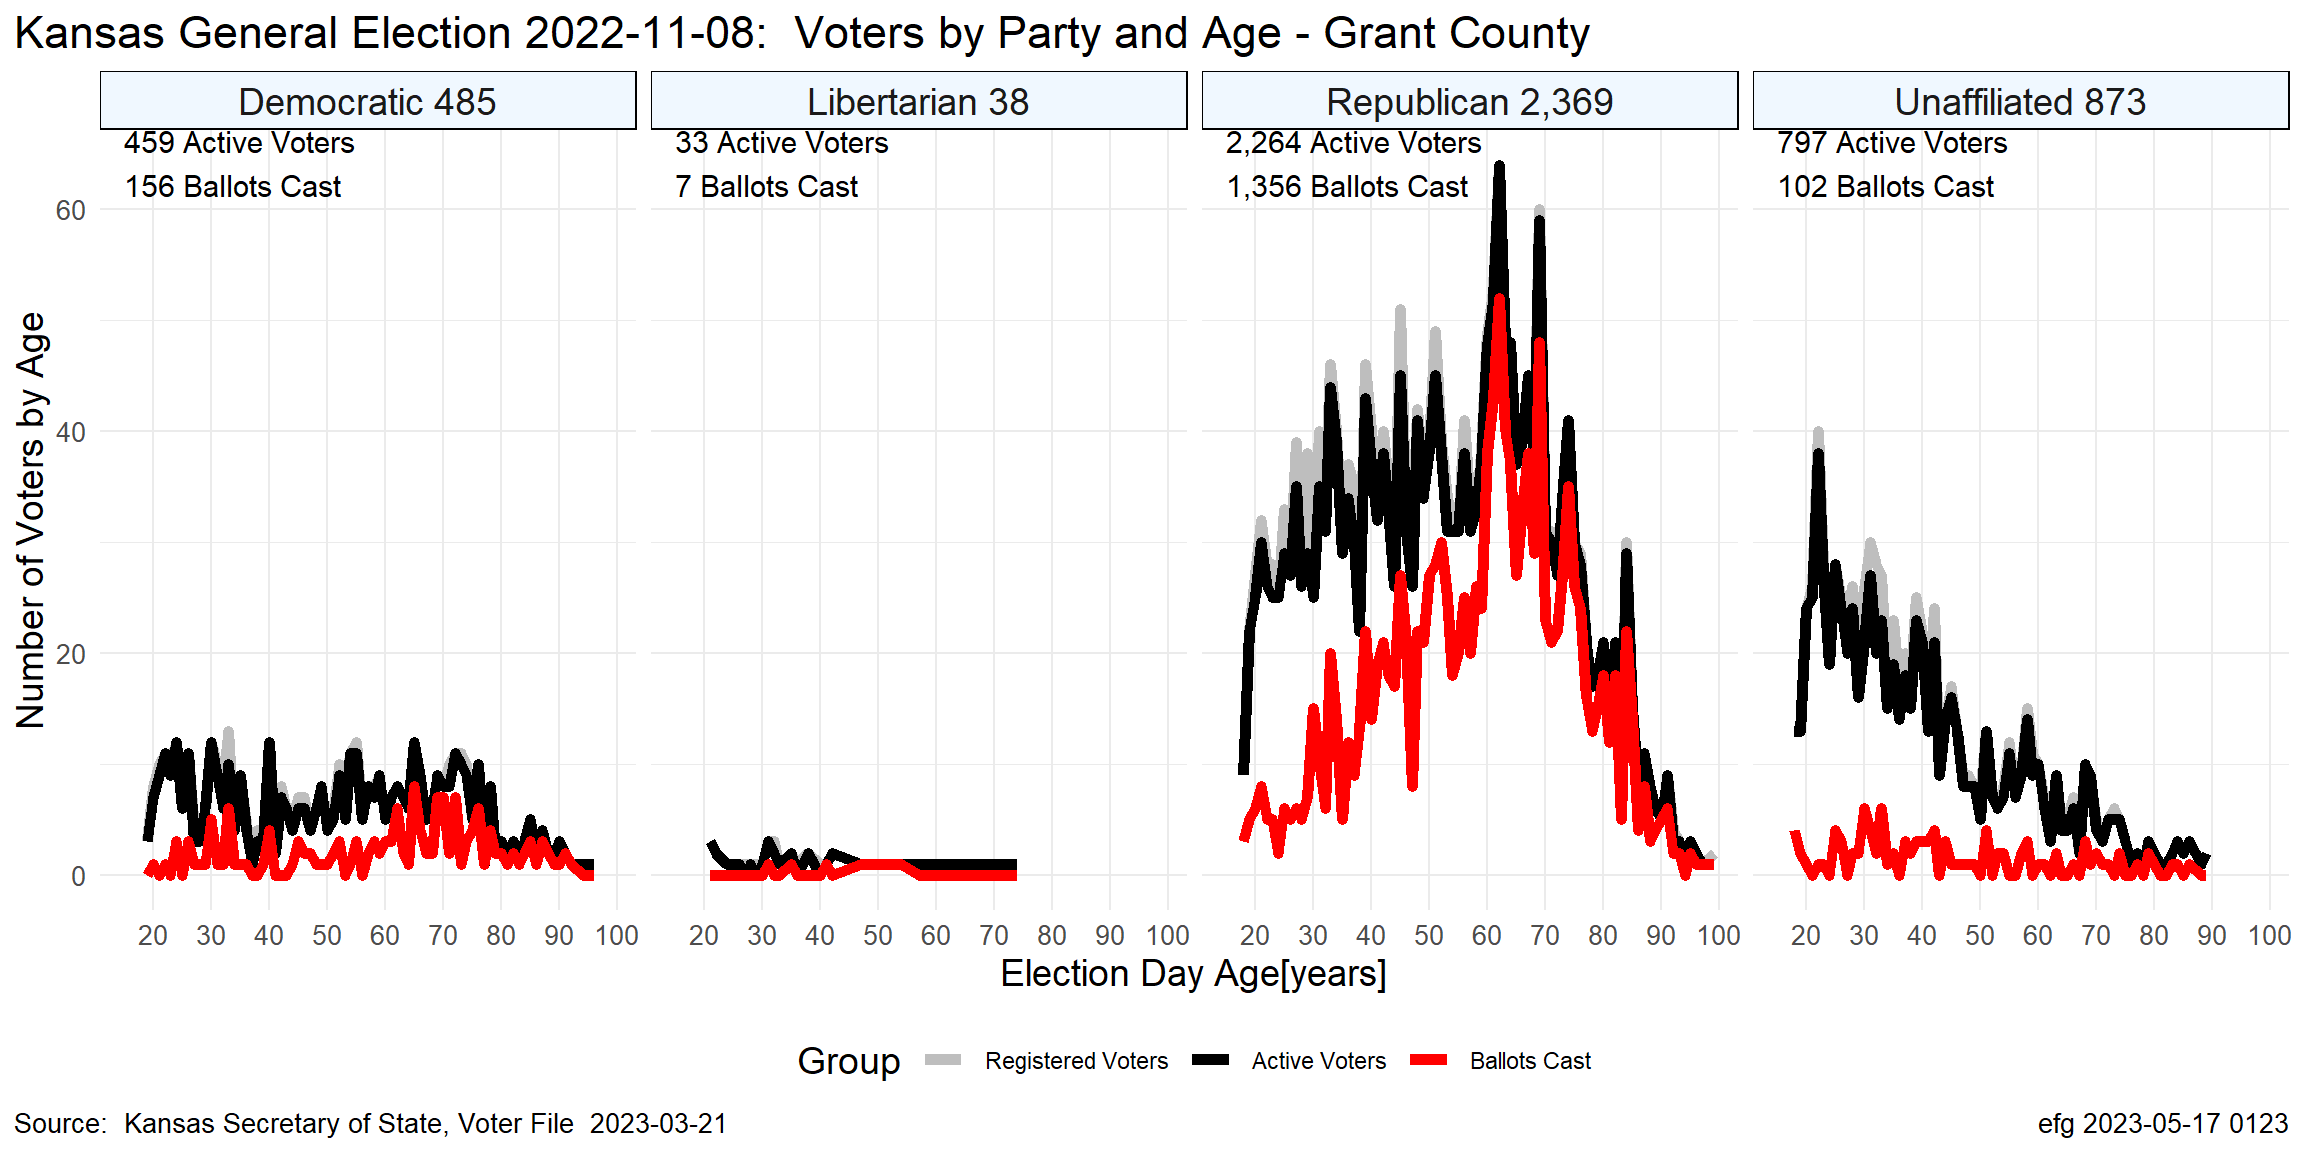 Kansas General Election 2022-11-08:  Voters by Party and Age - Grant County
Democratic 485
Libertarian 38
Republican 2,369
Unaffiliated 873
459 Active Voters
156 Ballots Cast
33 Active Voters
7 Ballots Cast
2,264 Active Voters
1,356 Ballots Cast
797 Active Voters
102 Ballots Cast
Number of Voters by Age
60
40
20
0
20 30 40 50 60 70 80 90 100
20 30 40 50 60 70 80 90 100
20 30 40 50 60 70 80 90 100
20 30 40 50 60 70 80 90 100
Election Day Age[years]
Group Registered Voters Active Voters Ballots Cast
Source:  Kansas Secretary of State, Voter File  2023-03-21
efg 2023-05-17 0123